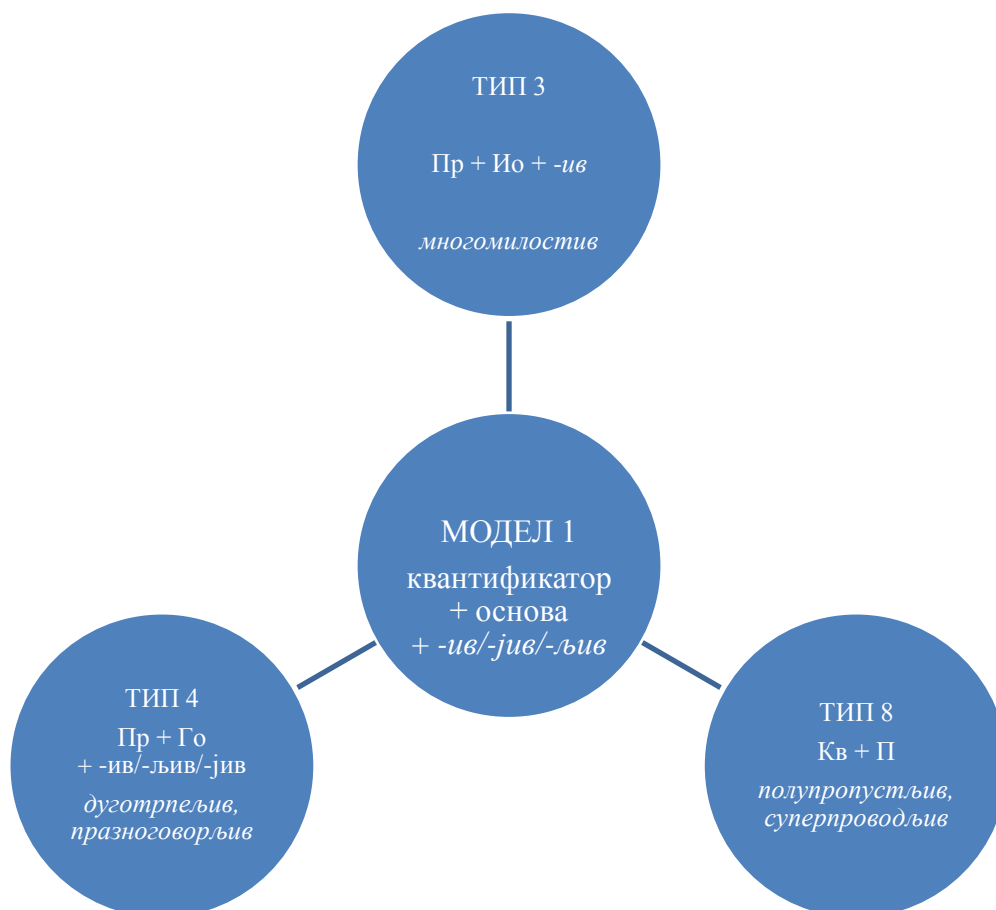 ТИП 3
Пр + Ио + -ив
многомилостив
МОДЕЛ 1
квантификатор
+ основа
+ -ив/-јив/-љив
ТИП 4
Пр + Го
+ -ив/-љив/-јив
дуготрпељив,
празноговорљив
ТИП 8
Кв + П
полупропустљив,
суперпроводљив